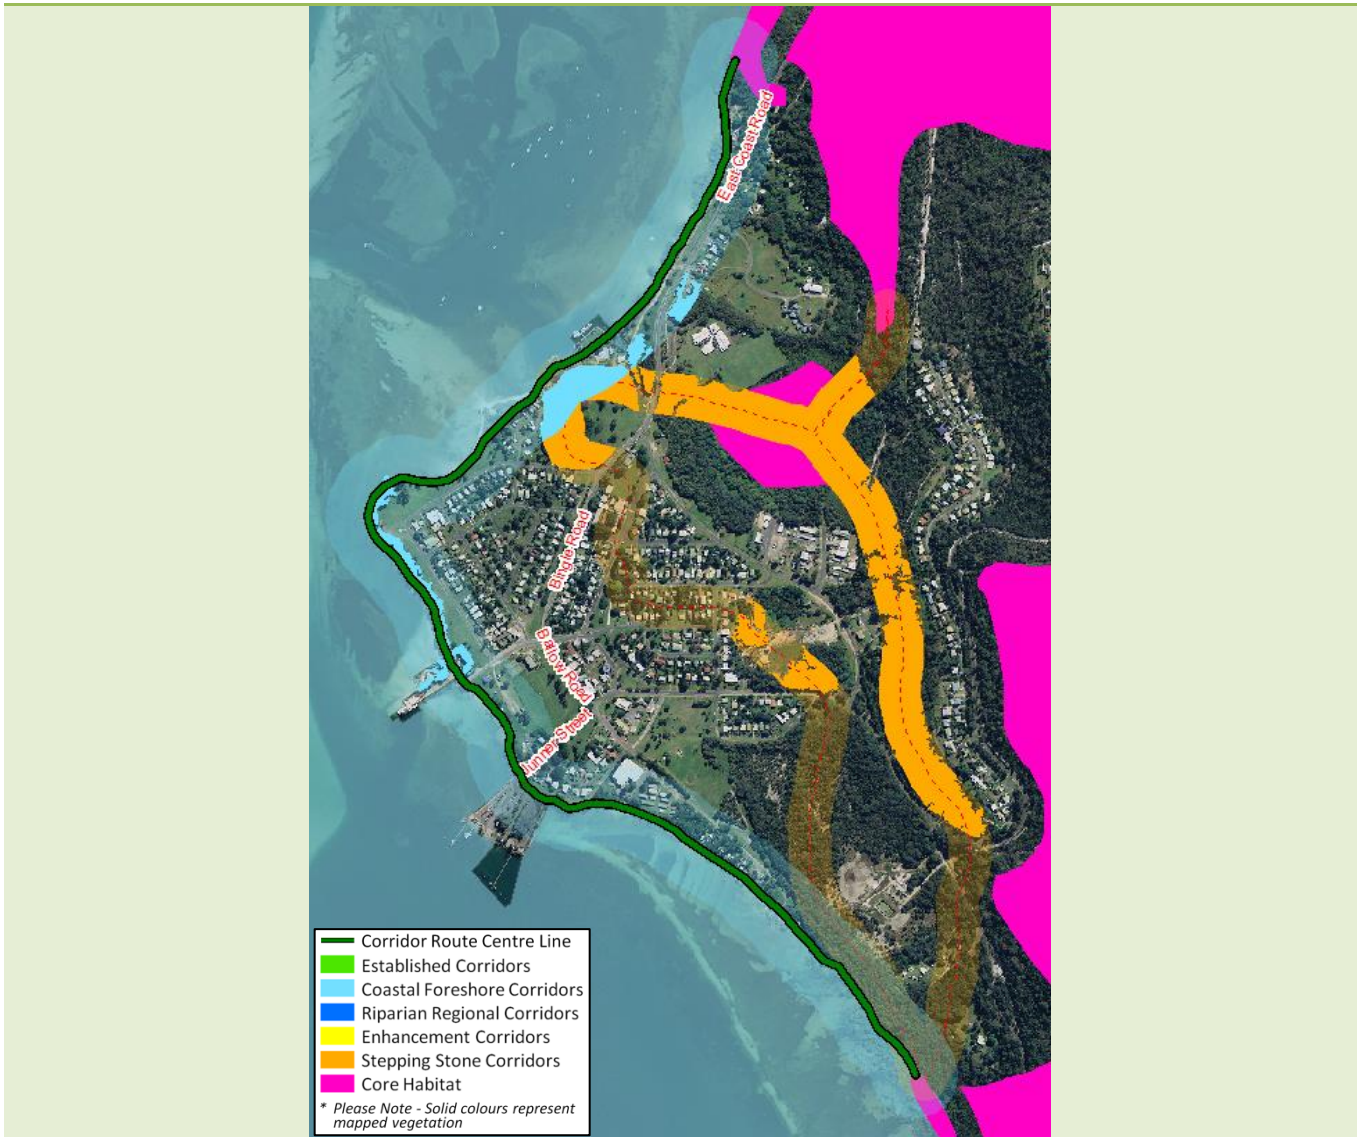 East Coast Road
Bingle Road
Ballow Road
Junner Street
Corridor Route Centre Line
Established Corridors
Coastal Foreshore Corridors
Riparian Regional Corridors
Enhancement Corridors
Stepping Stone Corridors
Core Habitat
* Please Note - Solid colours represent
mapped vegetation